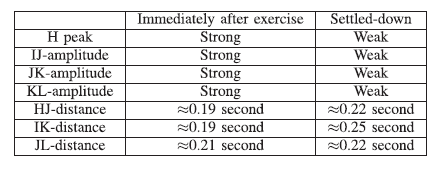 Immediately after exercise Settled-down
H peak Strong Weak
IJ-amplitude Strong Weak
JK-amplitude Strong Weak
KL-amplitude Strong Weak
HJ-distance ≈0.19 second ≈0.22 second
IK-distance ≈0.19 second ≈0.25 second
JL-distance ≈0.21 second ≈0.22 second